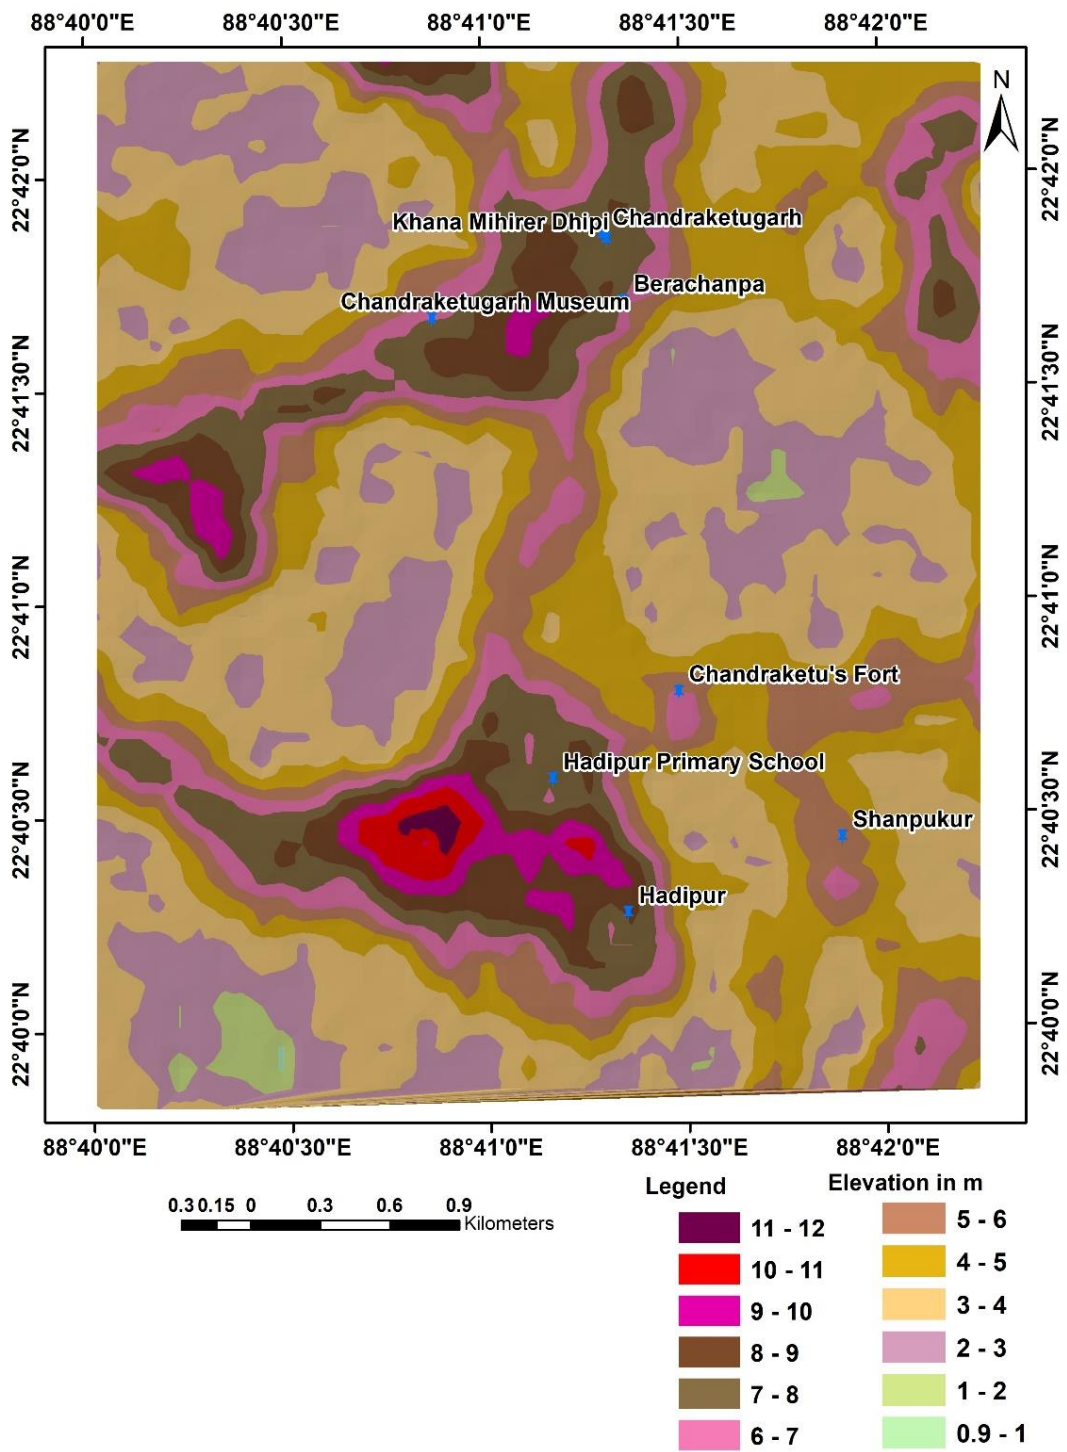 88°40'0"E 88°40'30"E 88°41'0"E 88°41'30"E 88°42'0"E
N
22°42'0"N
22°42'0"N
Khana Mihirer Dhipi Chandraketugarh
Berachanpa
Chandraketugarh Museum
22°41'30"N
22°41'30"N
22°41'0"N
22°41'0"N
Chandraketu's Fort
Hadipur Primary School
22°40'30"N
22°40'30"N
Shanpukur
Hadipur
22°40'0"N
22°40'0"N
88°40'0"E 88°40'30"E 88°41'0"E 88°41'30"E 88°42'0"E
0.3 0.15 0 0.3 0.6 0.9
Kilometers
Legend
11 - 12
10 - 11
9 - 10
8 - 9
7 - 8
6 - 7
Elevation in m
5 - 6
4 - 5
3 - 4
2 - 3
1 - 2
0.9 - 1